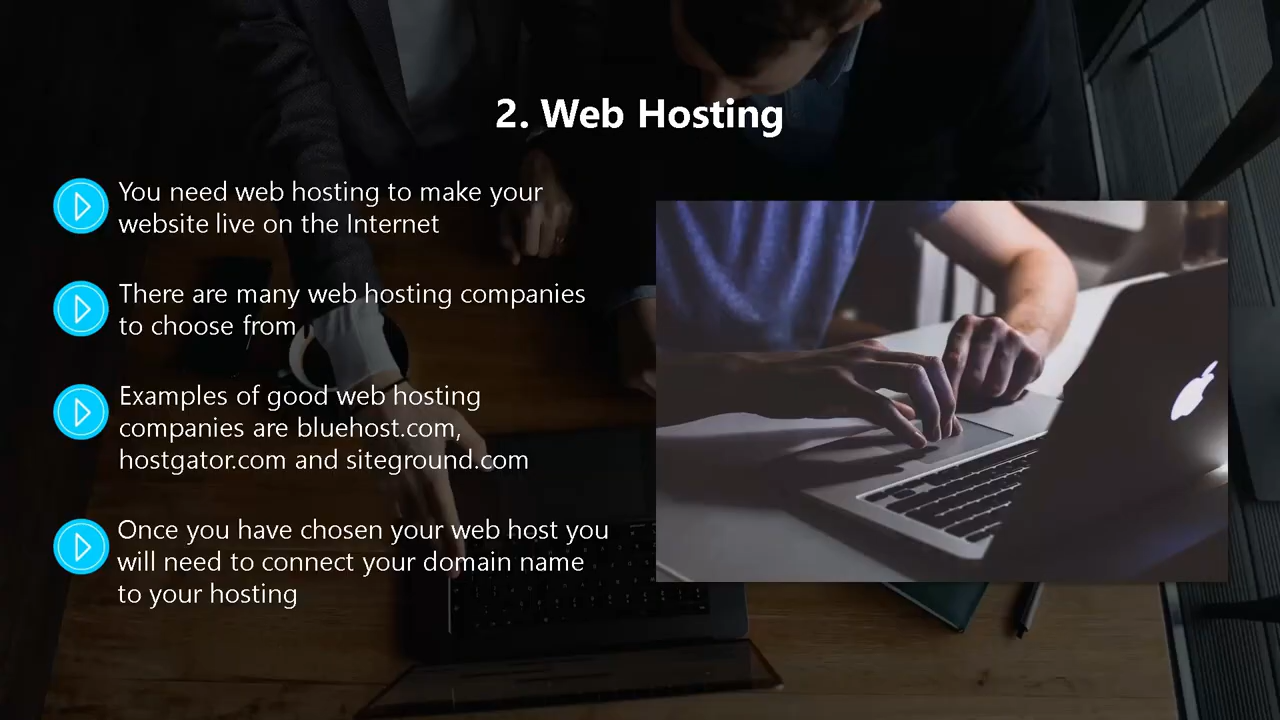 2. Web Hosting
You need web hosting to make your
website live on the Internet
There are many web hosting companies
to choose from
Examples of good web hosting
companies are bluehost.com,
hostgator.com and siteground.com
Once you have chosen your web host you
will need to connect your domain name
to your hosting